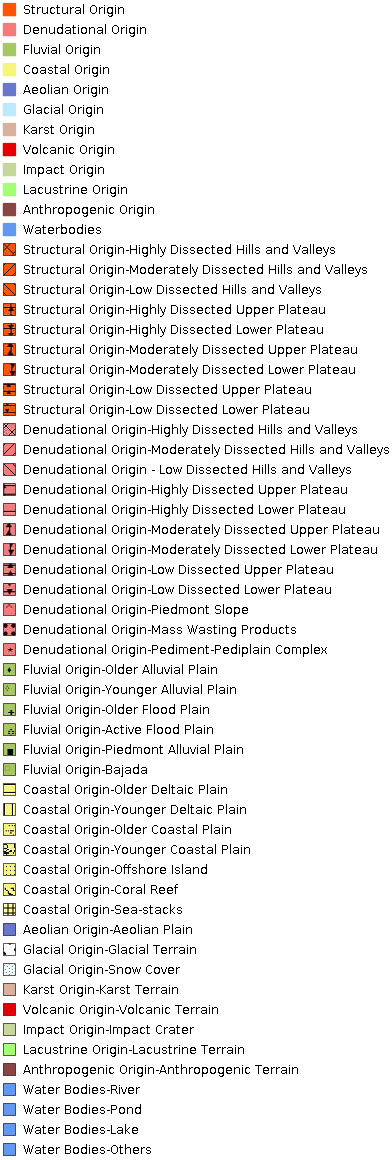 Structural Origin
Denudational Origin
Fluvial Origin
Coastal Origin
Aeolian Origin
Glacial Origin
Karst Origin
Volcanic Origin
Impact Origin
Lacustrine Origin
Anthropogenic Origin
Waterbodies
Structural Origin-Highly Dissected Hills and Valleys
Structural Origin-Moderately Dissected Hills and Valleys
Structural Origin-Low Dissected Hills and Valleys
Structural Origin-Highly Dissected Upper Plateau
Structural Origin-Highly Dissected Lower Plateau
Structural Origin-Moderately Dissected Upper Plateau
Structural Origin-Moderately Dissected Lower Plateau
Structural Origin-Low Dissected Upper Plateau
Structural Origin-Low Dissected Lower Plateau
Denudational Origin-Highly Dissected Hills and Valleys
Denudational Origin-Moderately Dissected Hills and Valleys
Denudational Origin - Low Dissected Hills and Valleys
Denudational Origin-Highly Dissected Upper Plateau
Denudational Origin-Highly Dissected Lower Plateau
Denudational Origin-Moderately Dissected Upper Plateau
Denudational Origin-Moderately Dissected Lower Plateau
Denudational Origin-Low Dissected Upper Plateau
Denudational Origin-Low Dissected Lower Plateau
Denudational Origin-Piedmont Slope
Denudational Origin-Mass Wasting Products
Denudational Origin-Pediment-Pediplain Complex
Fluvial Origin-Older Alluvial Plain
Fluvial Origin-Younger Alluvial Plain
Fluvial Origin-Older Flood Plain
Fluvial Origin-Active Flood Plain
Fluvial Origin-Piedmont Alluvial Plain
Fluvial Origin-Bajada
Coastal Origin-Older Deltaic Plain
Coastal Origin-Younger Deltaic Plain
Coastal Origin-Older Coastal Plain
Coastal Origin-Younger Coastal Plain
Coastal Origin-Offshore Island
Coastal Origin-Coral Reef
Coastal Origin-Sea-stacks
Aeolian Origin-Aeolian Plain
Glacial Origin-Glacial Terrain
Glacial Origin-Snow Cover
Karst Origin-Karst Terrain
Volcanic Origin-Volcanic Terrain
Impact Origin-Impact Crater
Lacustrine Origin-Lacustrine Terrain
Anthropogenic Origin-Anthropogenic Terrain
Water Bodies-River
Water Bodies-Pond
Water Bodies-Lake
Water Bodies-Others